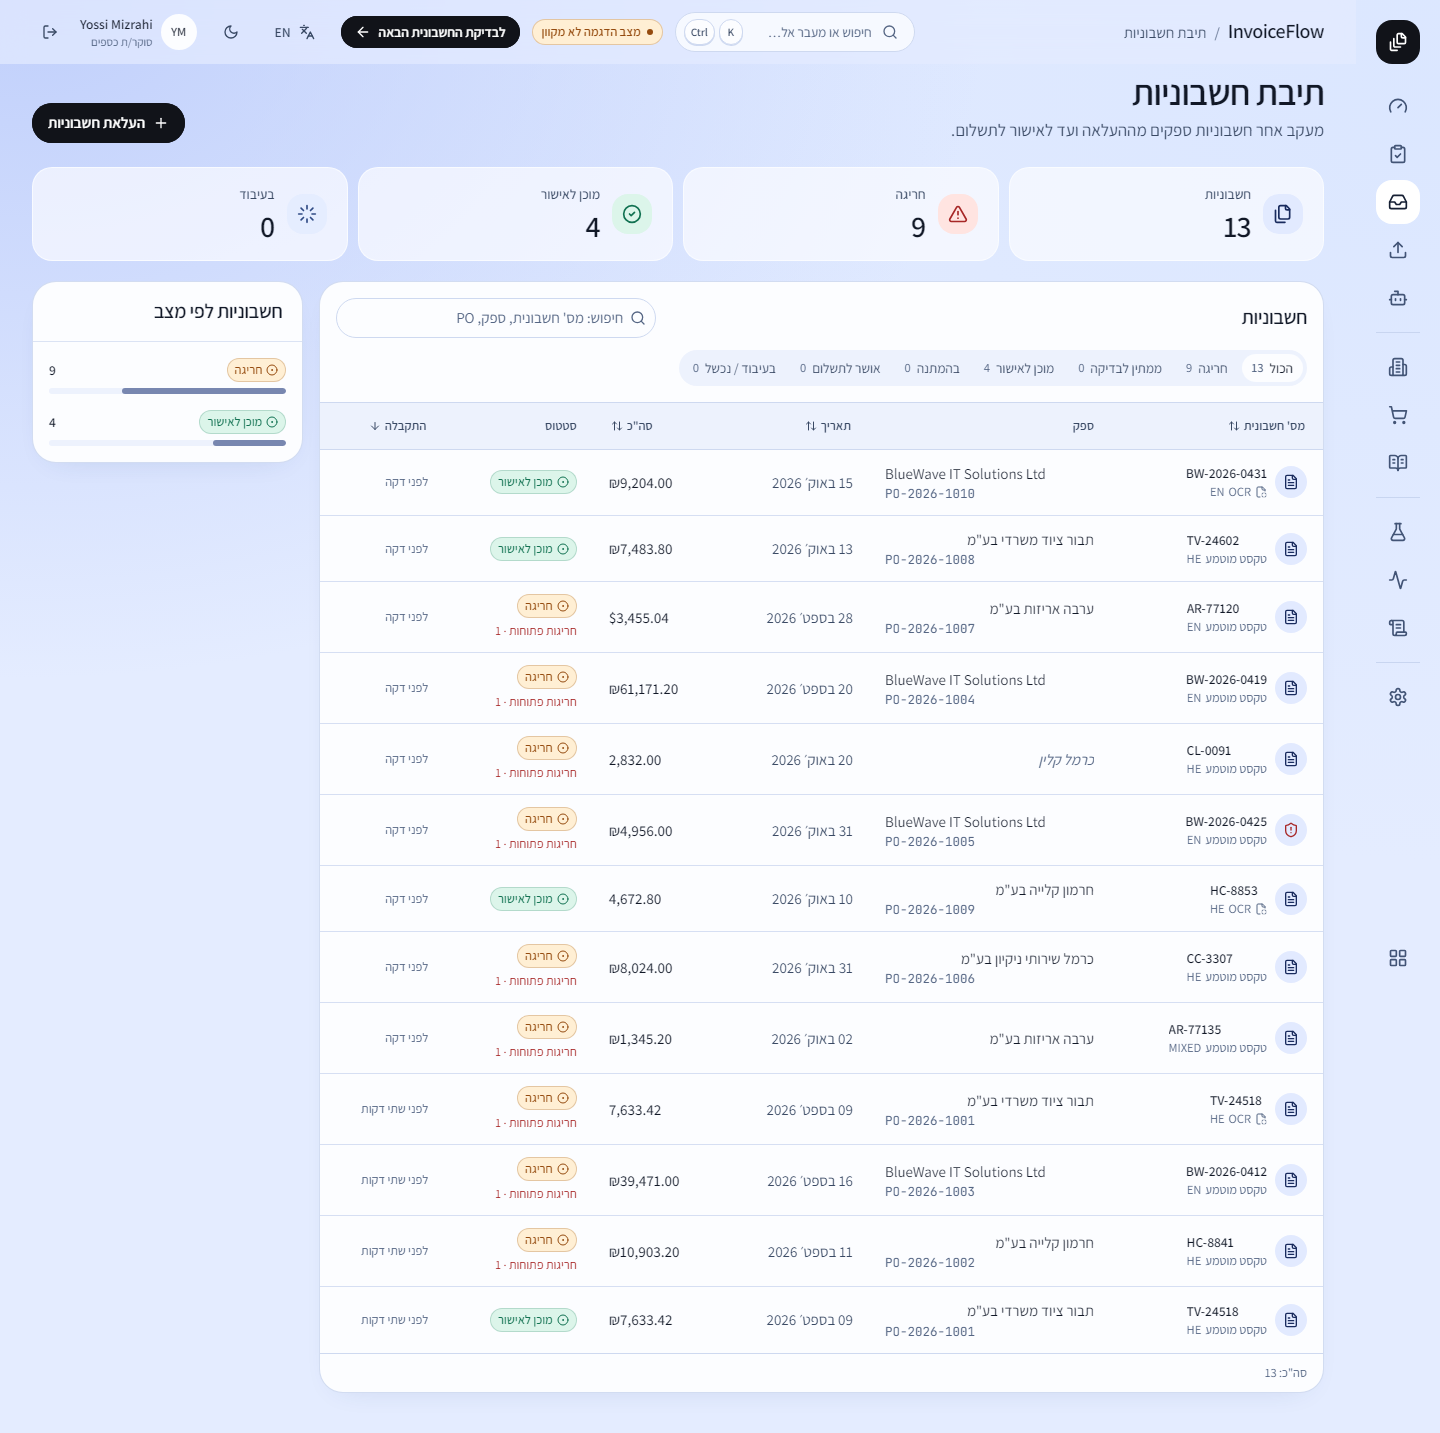 InvoiceFlow / תיבת חשבוניות
חיפוש או מעבר אל... Ctrl K
מצב הדגמה לא מקוון
לבדיקת החשבונית הבאה
EN
YM
Yossi Mizrahi
סוקר/ת כספים
תיבת חשבוניות
מעקב אחר חשבוניות ספקים מההעלאה ועד לאישור לתשלום.
העלאת חשבוניות
חשבוניות
13
חריגה
9
מוכן לאישור
4
בעיבוד
0
חשבוניות
חיפוש: מס' חשבונית, ספק, PO
הכול 13 חריגה 9 ממתין לבדיקה 0 מוכן לאישור 4 בהמתנה 0 אושר לתשלום 0 בעיבוד / נכשל 0
מס' חשבונית ספק תאריך סה"כ סטטוס התקבלה
BW-2026-0431 BlueWave IT Solutions Ltd 15 באוק׳ 2026 ₪9,204.00 מוכן לאישור לפני דקה
EN OCR PO-2026-1010
TV-24602 תבור ציוד משרדי בע"מ 13 באוק׳ 2026 ₪7,483.80 מוכן לאישור לפני דקה
טקסט מוטמע HE PO-2026-1008
AR-77120 ערבה אריזות בע"מ 28 בספט׳ 2026 $3,455.04 חריגה לפני דקה
טקסט מוטמע EN PO-2026-1007 חריגות פתוחות · 1
BW-2026-0419 BlueWave IT Solutions Ltd 20 בספט׳ 2026 ₪61,171.20 חריגה לפני דקה
טקסט מוטמע EN PO-2026-1004 חריגות פתוחות · 1
CL-0091 כרמל קלין 20 באוק׳ 2026 2,832.00 חריגה לפני דקה
טקסט מוטמע HE חריגות פתוחות · 1
BW-2026-0425 BlueWave IT Solutions Ltd 31 באוק׳ 2026 ₪4,956.00 חריגה לפני דקה
טקסט מוטמע EN PO-2026-1005 חריגות פתוחות · 1
HC-8853 חרמון קלייה בע"מ 10 באוק׳ 2026 4,672.80 מוכן לאישור לפני דקה
HE OCR PO-2026-1009
CC-3307 כרמל שירותי ניקיון בע"מ 31 באוק׳ 2026 ₪8,024.00 חריגה לפני דקה
טקסט מוטמע HE PO-2026-1006 חריגות פתוחות · 1
AR-77135 ערבה אריזות בע"מ 02 באוק׳ 2026 ₪1,345.20 חריגה לפני דקה
טקסט מוטמע MIXED חריגות פתוחות · 1
TV-24518 תבור ציוד משרדי בע"מ 09 בספט׳ 2026 7,633.42 חריגה לפני שתי דקות
HE OCR PO-2026-1001 חריגות פתוחות · 1
BW-2026-0412 BlueWave IT Solutions Ltd 16 בספט׳ 2026 ₪39,471.00 חריגה לפני שתי דקות
טקסט מוטמע EN PO-2026-1003 חריגות פתוחות · 1
HC-8841 חרמון קלייה בע"מ 11 בספט׳ 2026 ₪10,903.20 חריגה לפני שתי דקות
טקסט מוטמע HE PO-2026-1002 חריגות פתוחות · 1
TV-24518 תבור ציוד משרדי בע"מ 09 בספט׳ 2026 ₪7,633.42 מוכן לאישור לפני שתי דקות
טקסט מוטמע HE PO-2026-1001
סה"כ: 13
חשבוניות לפי מצב
חריגה 9
מוכן לאישור 4